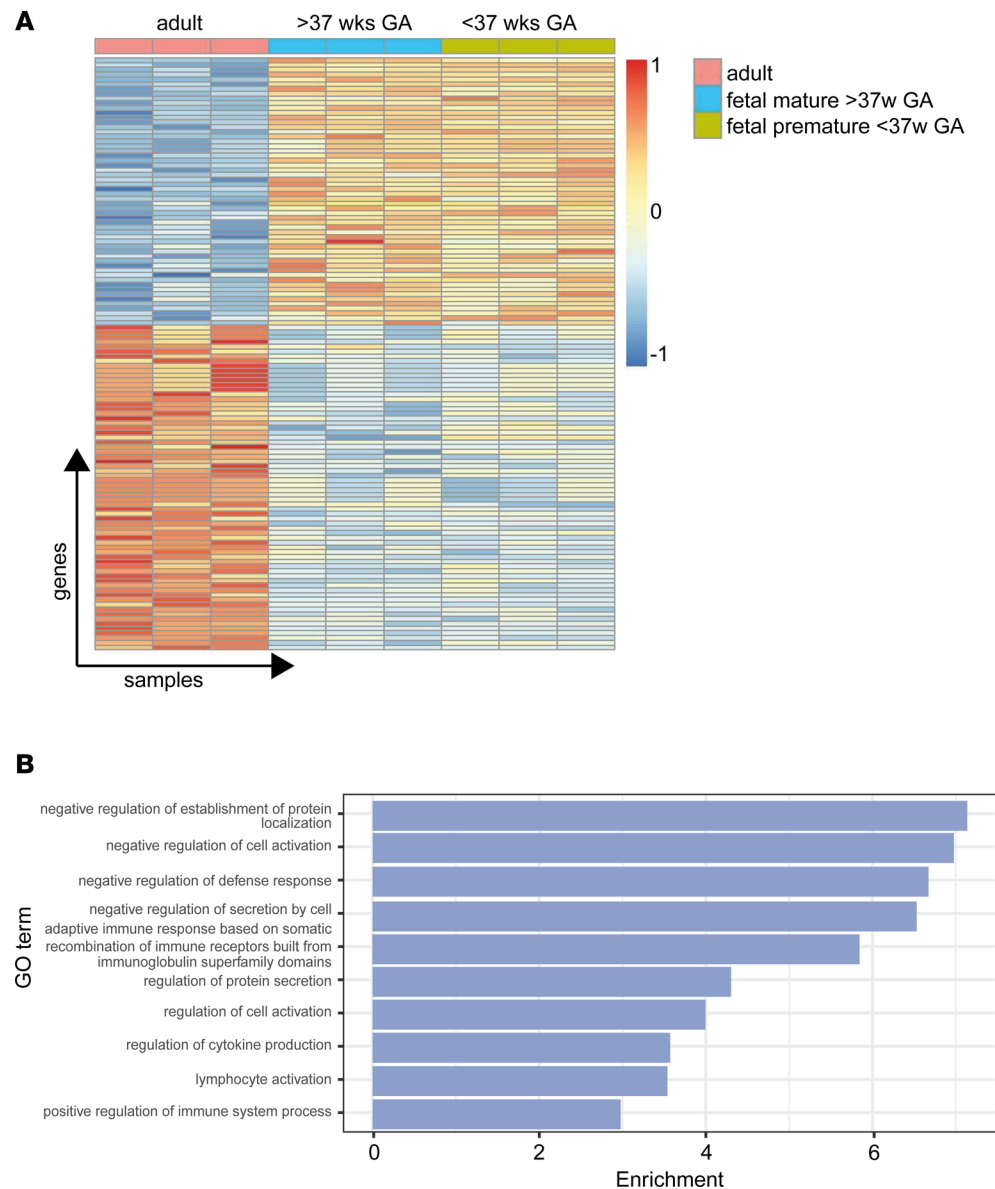 A
adult
>37 wks GA
<37 wks GA
1
0
-1
adult
fetal mature >37w GA
fetal premature <37w GA
genes
samples
B
negative regulation of establishment of protein
localization
negative regulation of cell activation
negative regulation of defense response
negative regulation of secretion by cell
adaptive immune response based on somatic
recombination of immune receptors built from
immunoglobulin superfamily domains
regulation of protein secretion
regulation of cell activation
regulation of cytokine production
lymphocyte activation
positive regulation of immune system process
GO term
0
2
4
6
Enrichment